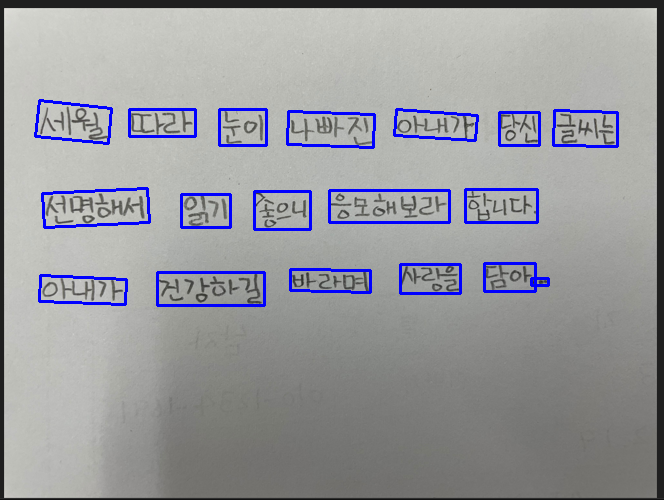 세월 따라 눈이 나빠진 아내가 당신 글씨는
선명해서 읽기 좋으니 응모해보라 합니다.
아내가 건강하길 바라며 사랑을 담아...